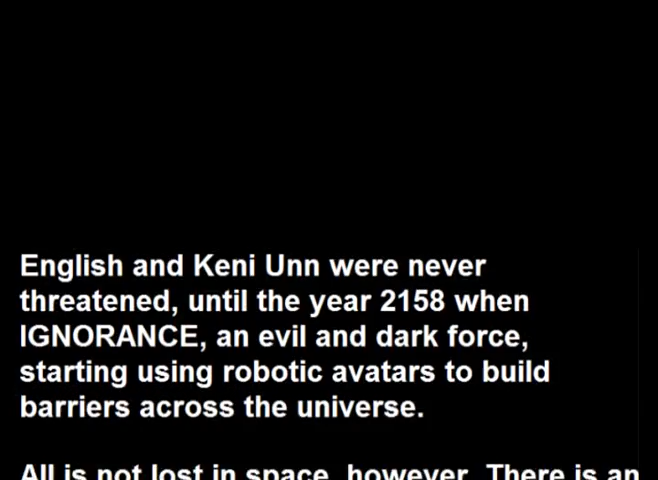 English and Keni Unn were never
threatened, until the year 2158 when
IGNORANCE, an evil and dark force,
starting using robotic avatars to build
barriers across the universe.
All is not lost in space, however. There is an